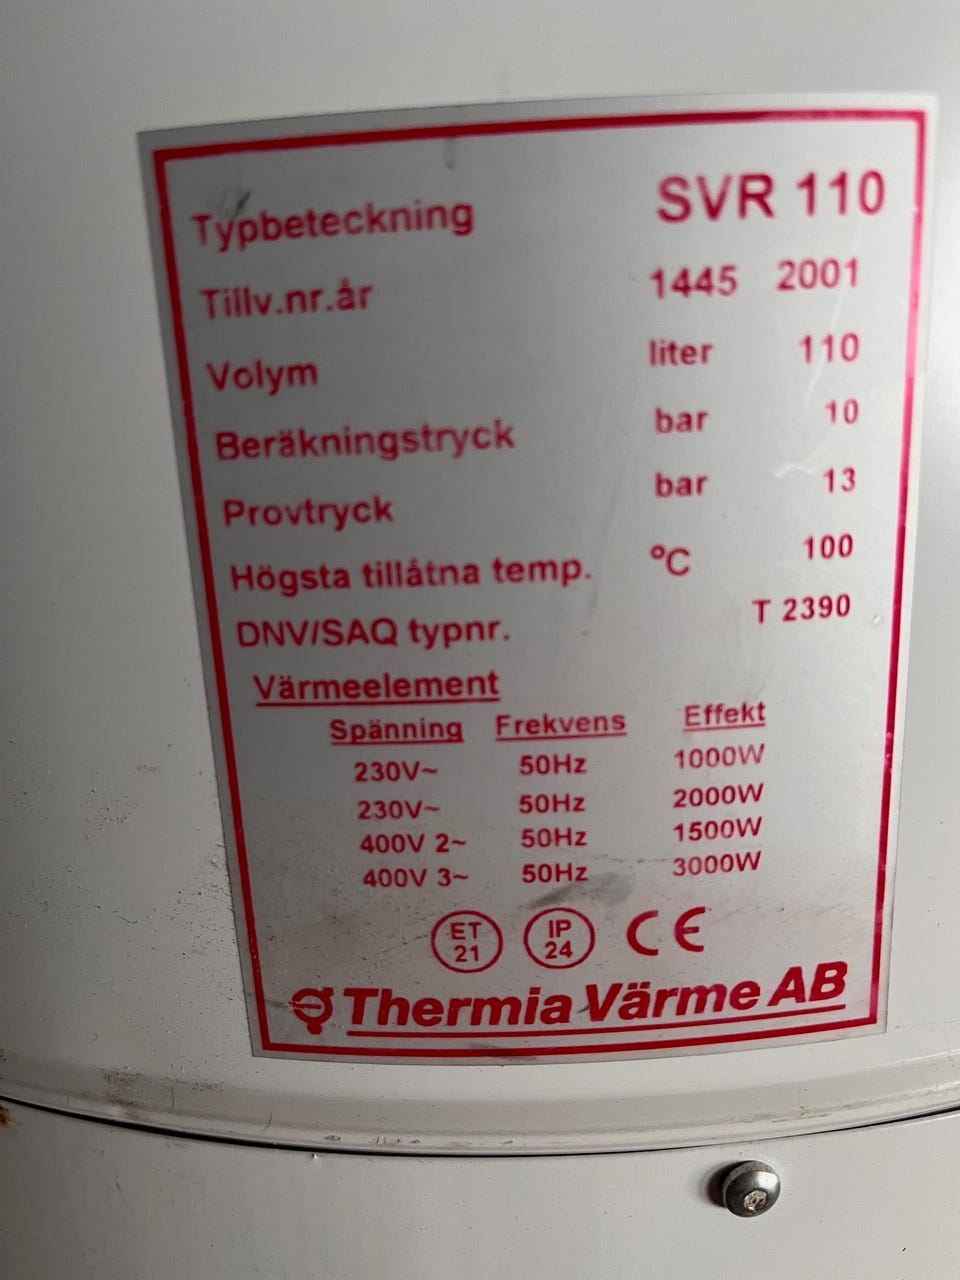 Typbeteckning SVR 110
Tillv.nr.år 1445 2001
Volym liter 110
Beräkningstryck bar 10
Provtryck bar 13
Högsta tillåtna temp. °C 100
DNV/SAQ typnr. T 2390
Värmeelement
Spänning Frekvens Effekt
230V~ 50Hz 1000W
230V~ 50Hz 2000W
400V 2~ 50Hz 1500W
400V 3~ 50Hz 3000W
ET
21
IP
24
CE
Thermia Värme AB